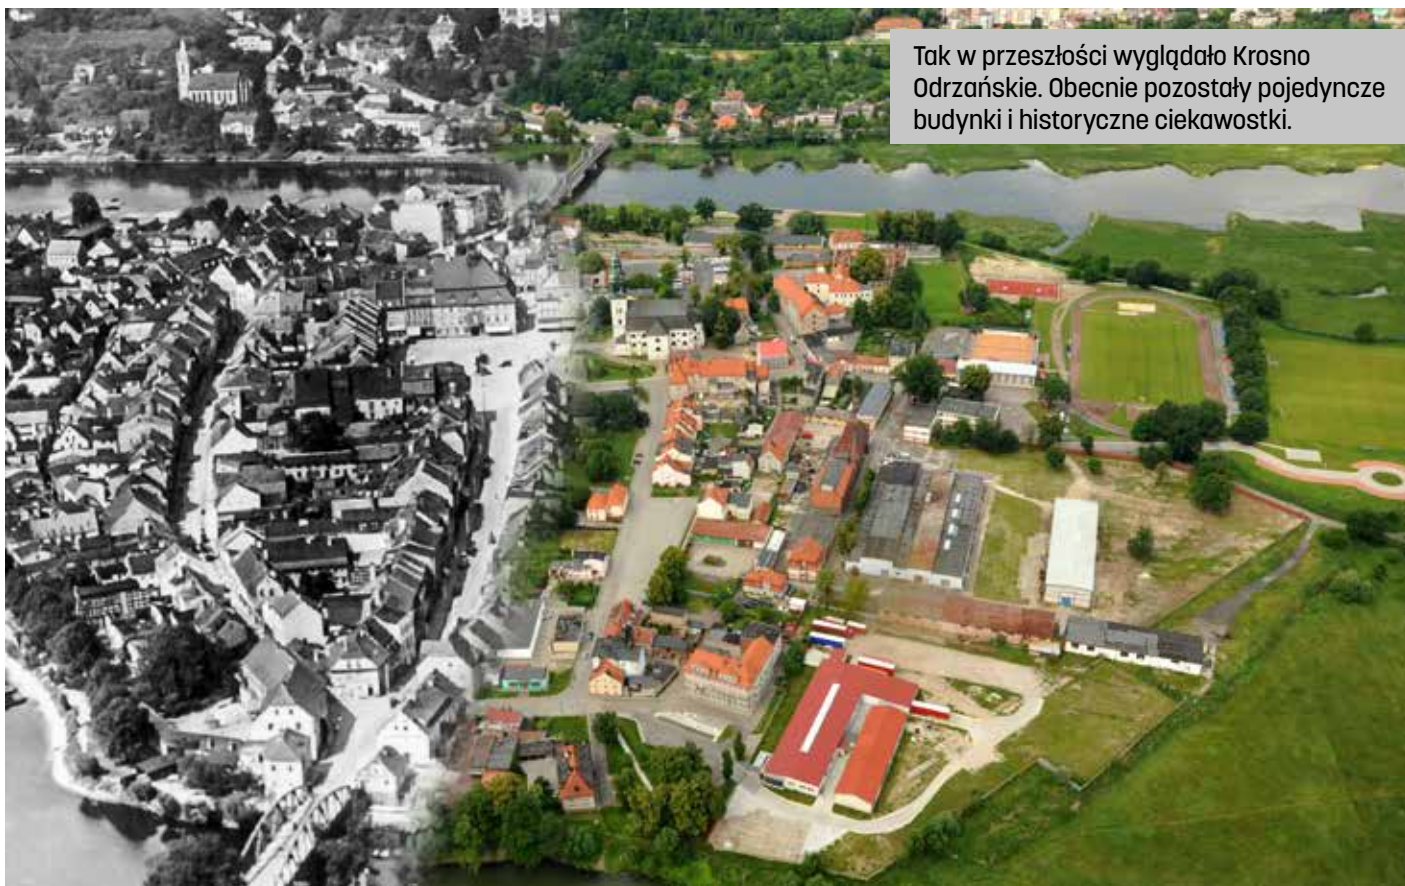 Tak w przeszłości wyglądało Krosno
Odrzańskie. Obecnie pozostały pojedyncze
budynki i historyczne ciekawostki.